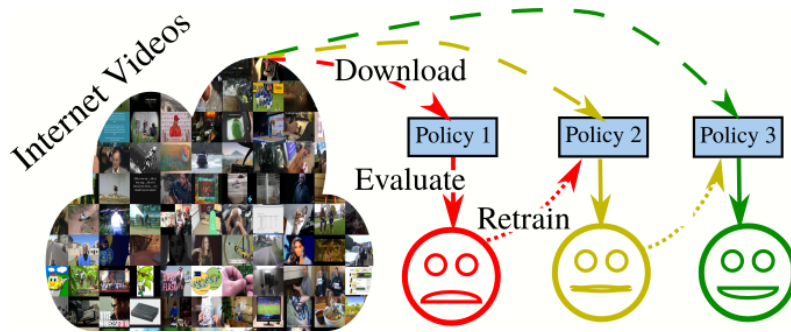 Internet Videos
Download
Policy 1
Policy 2
Policy 3
Evaluate
Retrain